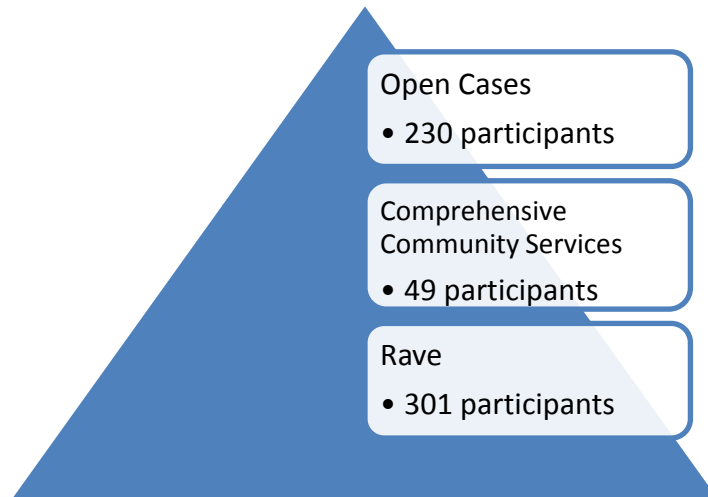 Open Cases
• 230 participants
Comprehensive
Community Services
• 49 participants
Rave
• 301 participants